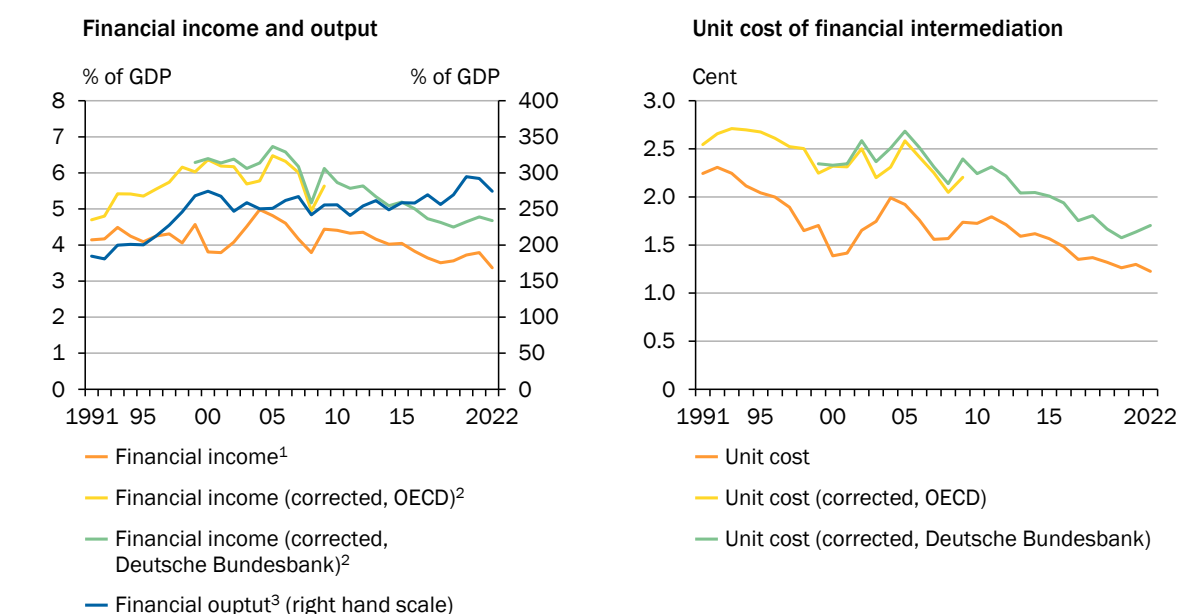 Financial income and output
% of GDP
% of GDP
8
7
6
5
4
3
2
1
0
400
350
300
250
200
150
100
50
0
1991 95 00 05 10 15 2022
Financial income¹
Financial income (corrected, OECD)²
Financial income (corrected,
Deutsche Bundesbank)²
Financial ouptut³ (right hand scale)
Unit cost of financial intermediation
Cent
3.0
2.5
2.0
1.5
1.0
0.5
0
1991 95 00 05 10 15 2022
Unit cost
Unit cost (corrected, OECD)
Unit cost (corrected, Deutsche Bundesbank)